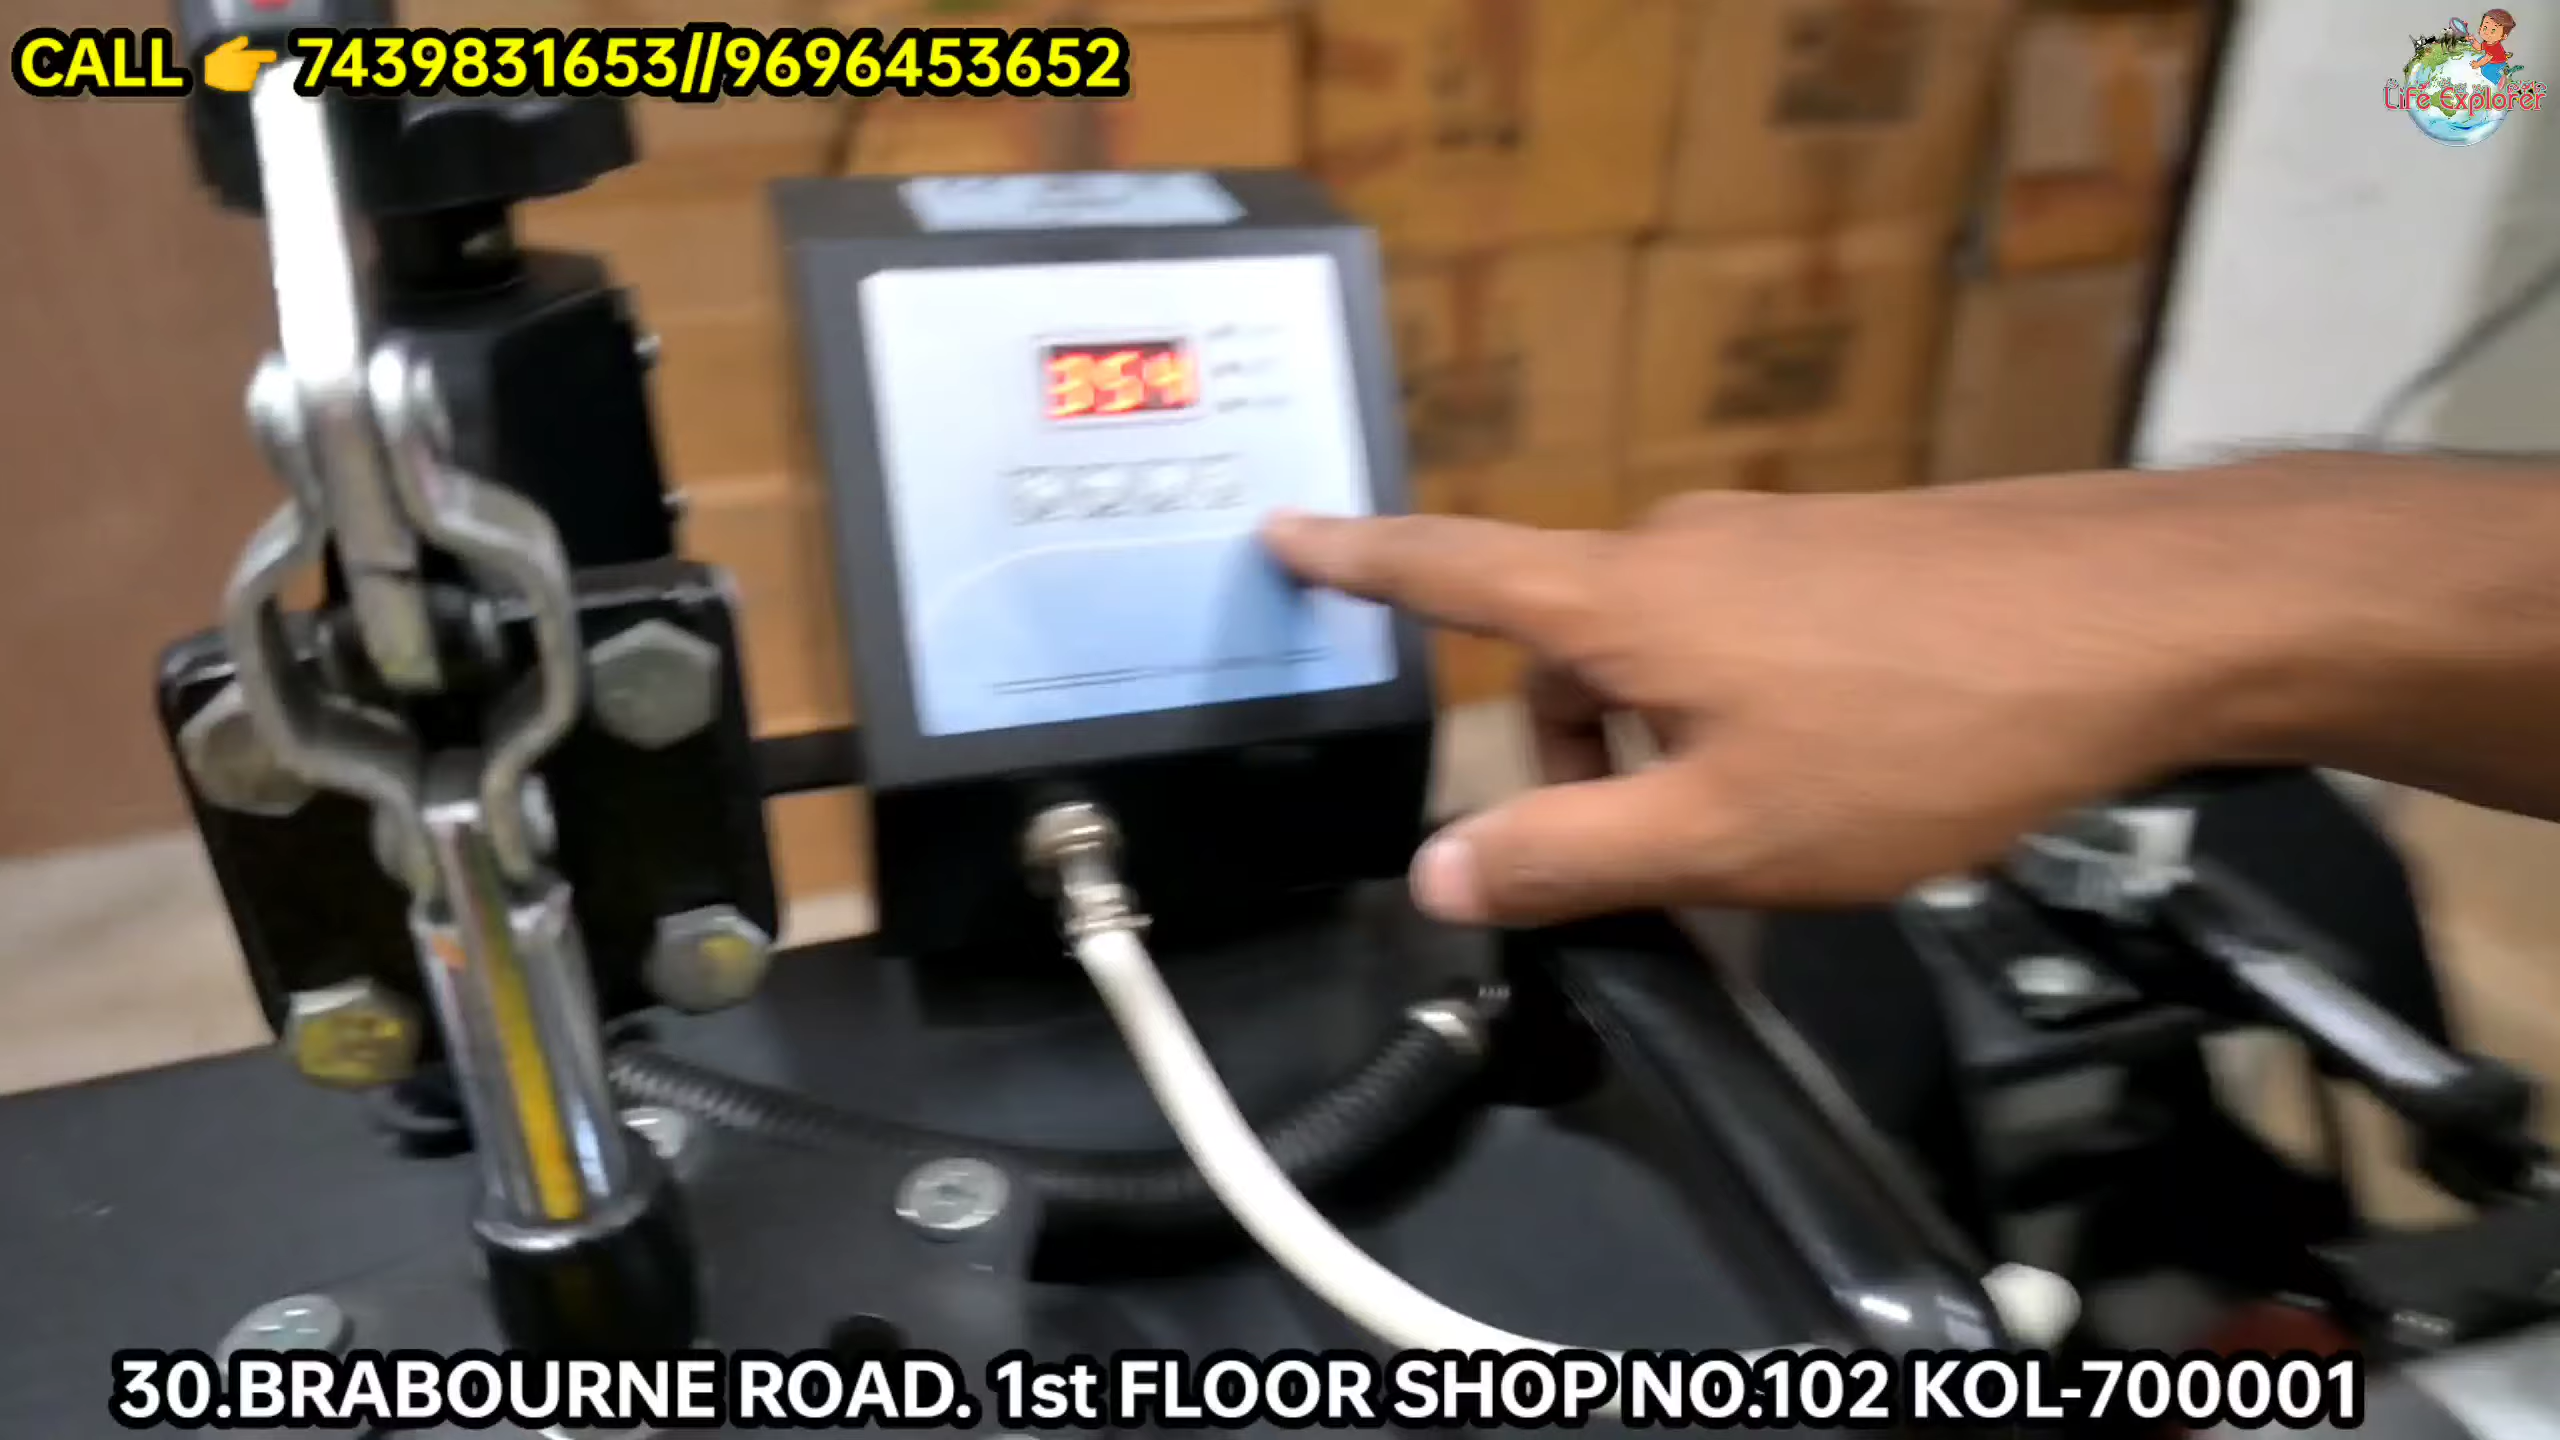 CALL 👉 7439831653//9696453652
Life Explorer
354
30.BRABOURNE ROAD. 1st FLOOR SHOP NO.102 KOL-700001